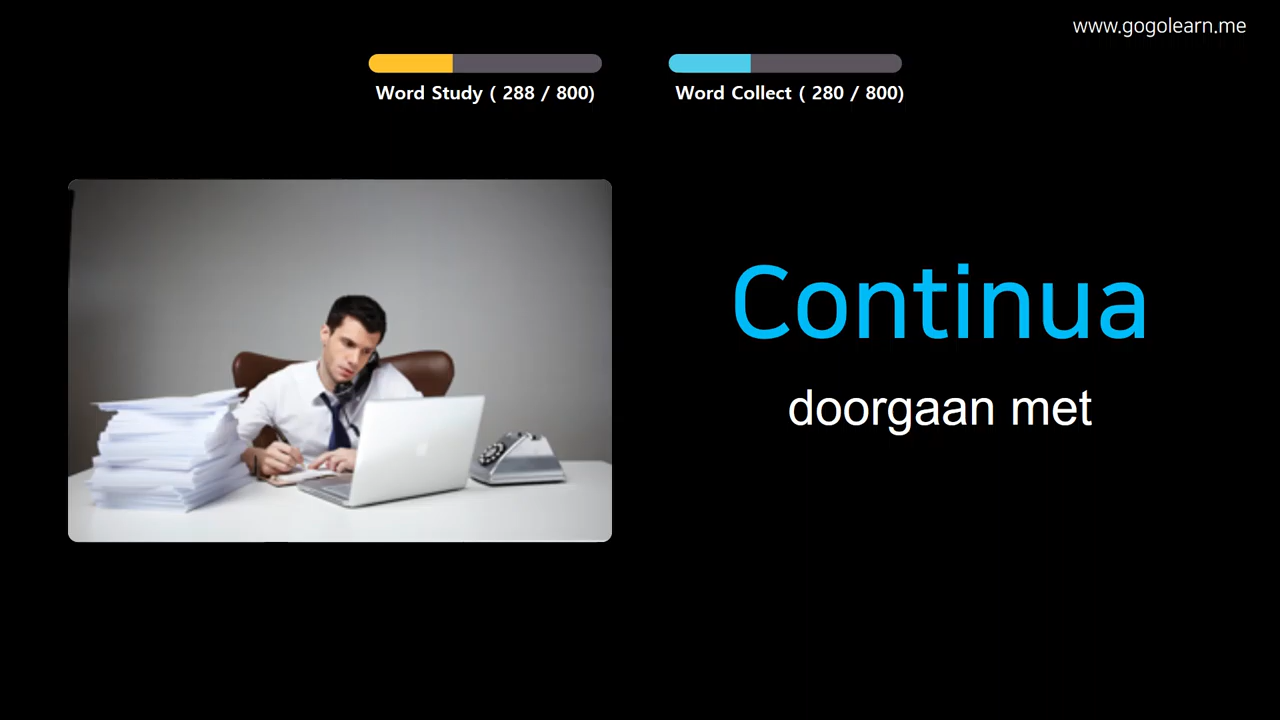 www.gogolearn.me
Word Study ( 288 / 800)
Word Collect ( 280 / 800)
Continua
doorgaan met